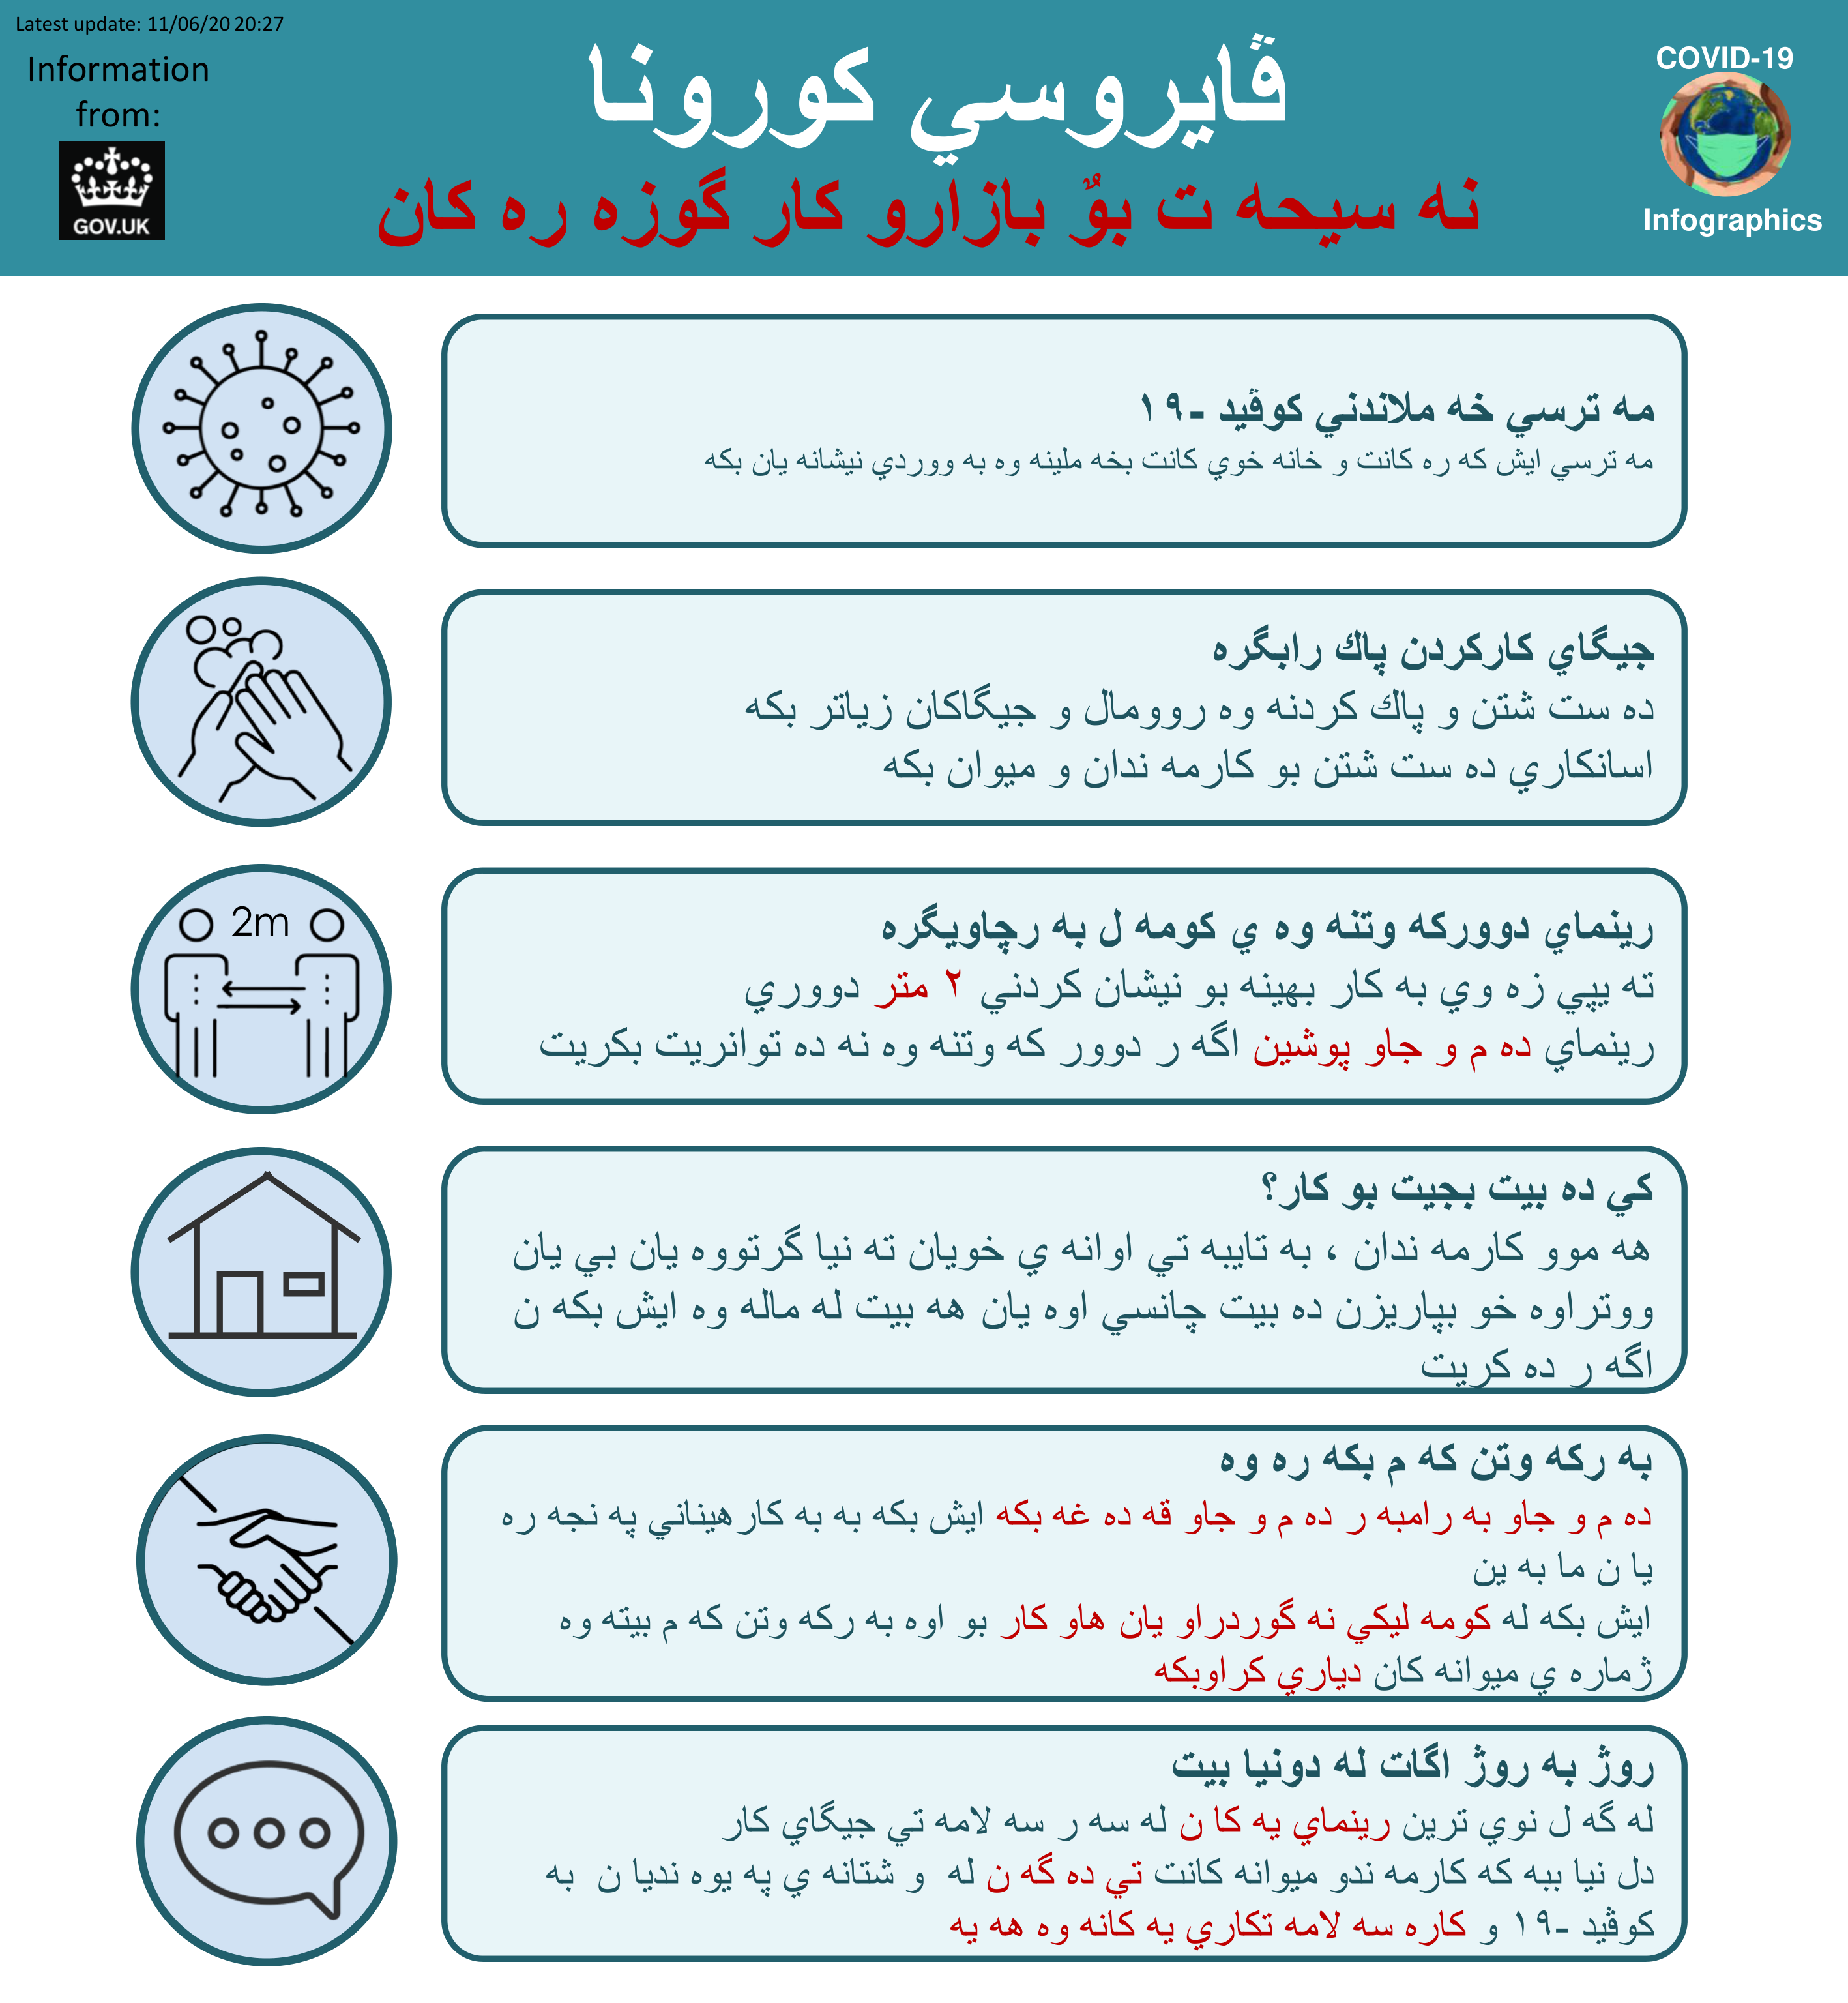 Latest update: 11/06/20 20:27
Information
from:
GOV.UK
ڤايروسي كورونا
نه سيحه ت بوٌ بازارو كار گوزه ره كان
COVID-19
Infographics
مه ترسي خه ملاندني كوڤيد -١٩
مه ترسي ايش كه ره كانت و خانه خوي كانت بخه ملينه وه به ووردي نيشانه يان بكه
جيگاي كاركردن پاك رابگره
ده ست شتن و پاك كردنه وه روومال و جيگاكان زياتر بكه
اسانكاري ده ست شتن بو كارمه ندان و ميوان بكه
2m
رينماي دووركه وتنه وه ي كومه ل به رچاويگره
ته يپي زه وي به كار بهينه بو نيشان كردني ٢ متر دووري
رينماي ده م و جاو پوشين اگه ر دوور كه وتنه وه نه ده توانريت بكريت
كي ده بيت بجيت بو كار؟
هه موو كارمه ندان ، به تايبه تي اوانه ي خويان ته نيا گرتووه يان بي يان
ووتراوه خو بپاريزن ده بيت چانسي اوه يان هه بيت له ماله وه ايش بكه ن
اگه ر ده كريت
به ركه وتن كه م بكه ره وه
ده م و جاو به رامبه ر ده م و جاو قه ده غه بكه ايش بكه به به كارهيناني په نجه ره
يا ن ما به ين
ايش بكه له كومه ليكي نه گوردراو يان هاو كار بو اوه به ركه وتن كه م بيته وه
ژماره ي ميوانه كان دياري كراوبكه
روژ به روژ اگات له دونيا بيت
له گه ل نوي ترين رينماي يه كا ن له سه ر سه لامه تي جيگاي كار
دل نيا ببه كه كارمه ندو ميوانه كانت تي ده گه ن له و شتانه ي په يوه نديا ن به
كوڤيد -١٩ و كاره سه لامه تكاري يه كانه وه هه يه